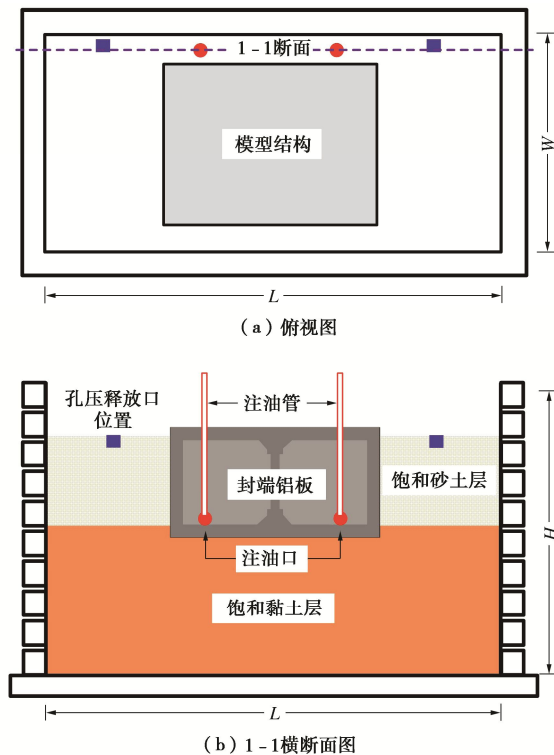 1-1断面
模型结构
W
L
(a)俯视图
孔压释放口
位置
注油管
封端铝板
饱和砂土层
注油口
H
饱和黏土层
L
(b)1-1横断面图